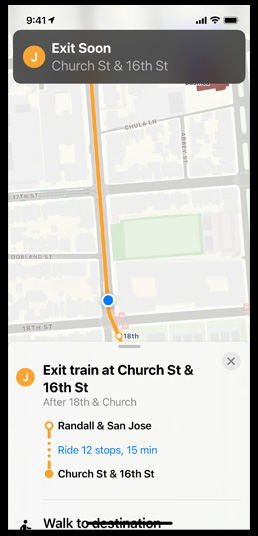 9:41
J
Exit Soon
Church St & 16th St
CHULA LN
ABBEY ST
17TH ST
DORLAND ST
18TH ST
18th
J
Exit train at Church St &
16th St
After 18th & Church
Randall & San Jose
Ride 12 stops, 15 min
Church St & 16th St
Walk to destination